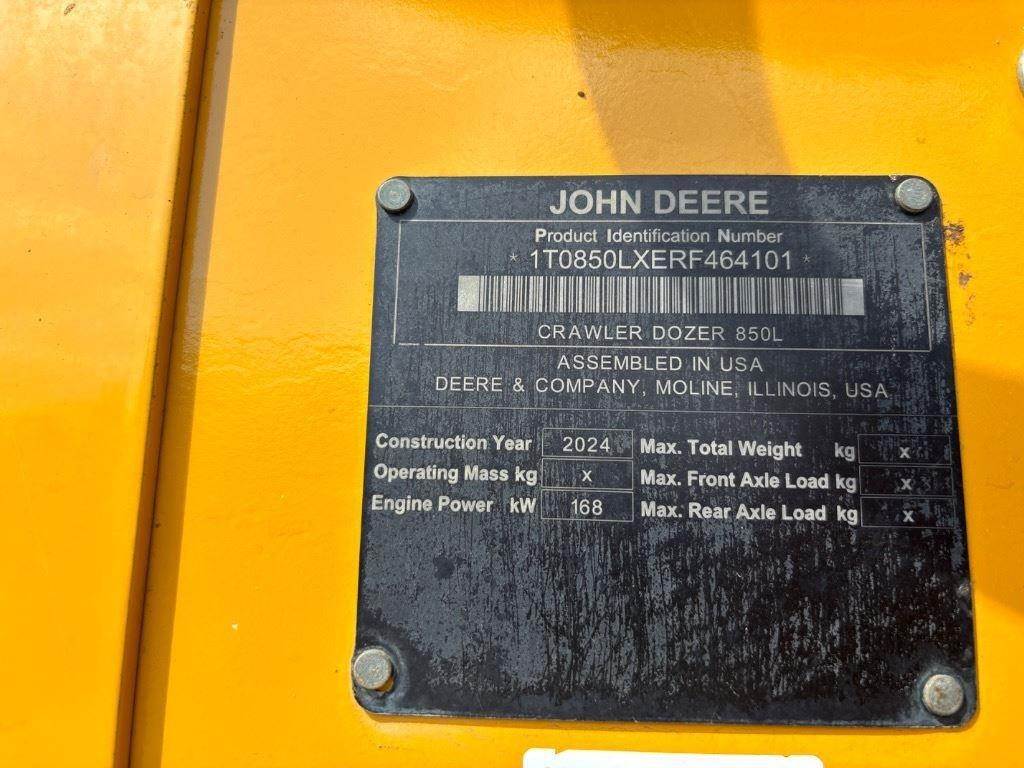 JOHN DEERE
Product Identification Number
* 1T0850LXERF464101 *
CRAWLER DOZER 850L
ASSEMBLED IN USA
DEERE & COMPANY, MOLINE, ILLINOIS, USA
Construction Year 2024 Max. Total Weight kg x
Operating Mass kg x Max. Front Axle Load kg x
Engine Power kW 168 Max. Rear Axle Load kg x